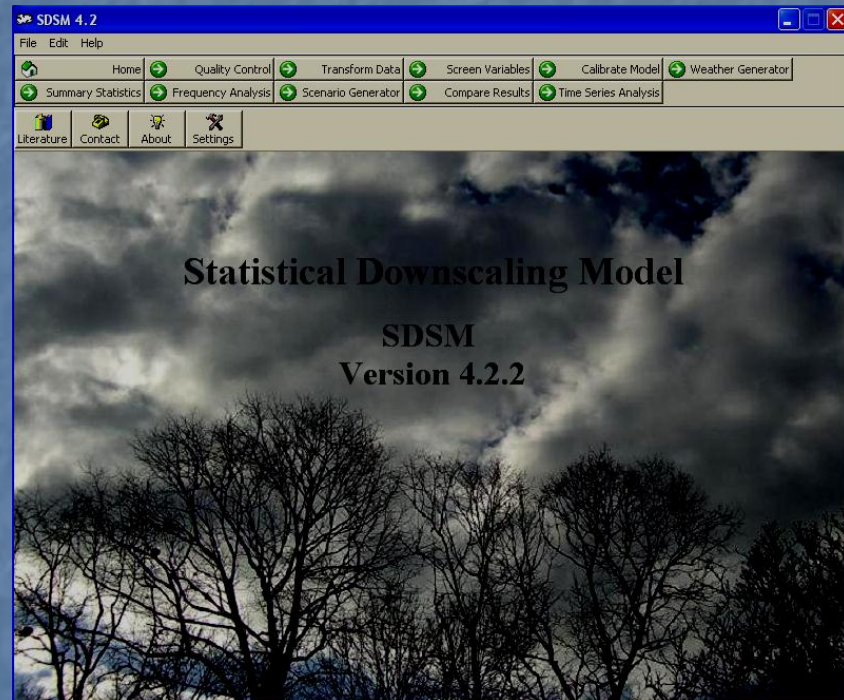 SDSM 4.2
File Edit Help
Home Quality Control Transform Data Screen Variables Calibrate Model Weather Generator
Summary Statistics Frequency Analysis Scenario Generator Compare Results Time Series Analysis
Literature Contact About Settings
Statistical Downscaling Model
SDSM
Version 4.2.2